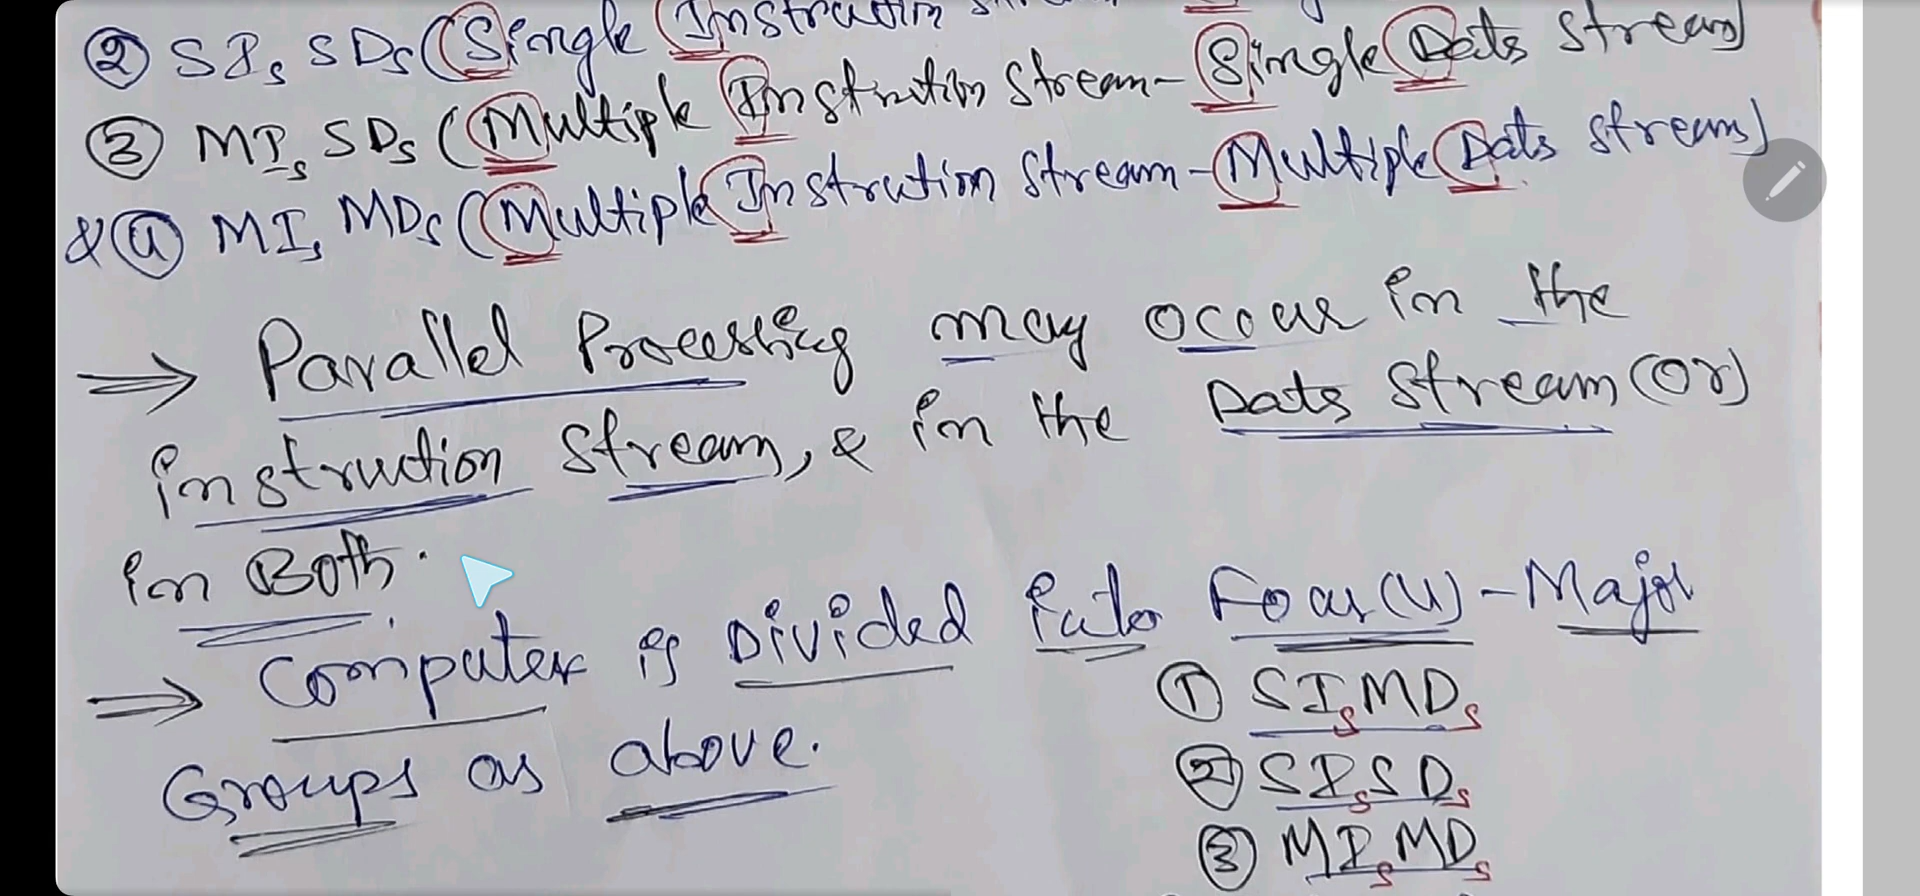 ② SIs SDs (Single Instruction
③ MIs SDs (Multiple Instrution Stream - Single Data Stream)
& ④ MIs MDs (Multiple Instrution Stream - Multiple Data Stream)
⇒ Parallel Processing may occur in the
instruction Stream, & in the Data Stream (or)
in Both.
⇒ Computer is Divided into Four (4) - Major
Groups as above.
① SIsMDs
② SIsSDs
③ MIsMDs